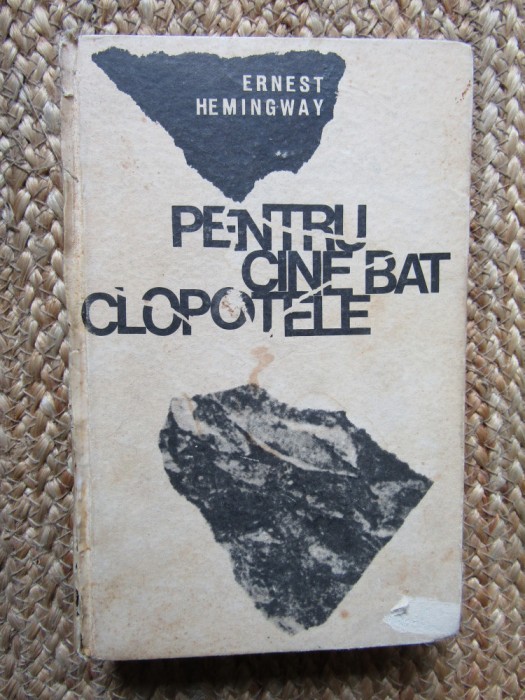 ERNEST
HEMINGWAY
PENTRU
CINE BAT
CLOPOTELE